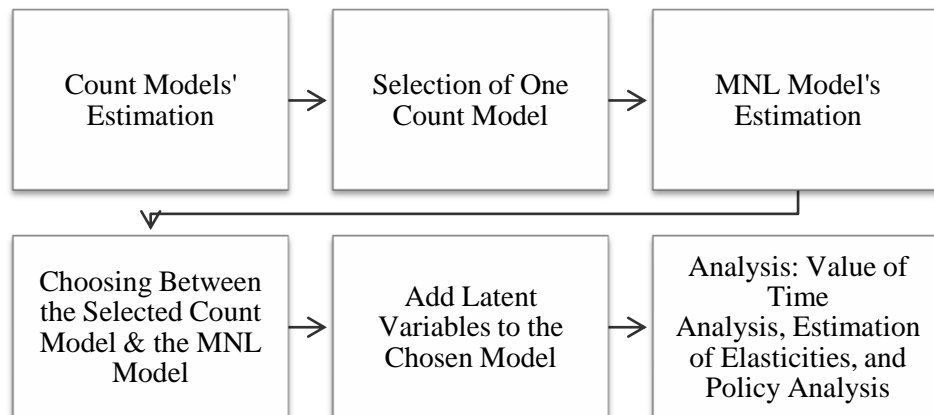 Count Models'
Estimation
Selection of One
Count Model
MNL Model's
Estimation
Choosing Between
the Selected Count
Model & the MNL
Model
Add Latent
Variables to the
Chosen Model
Analysis: Value of
Time
Analysis, Estimation
of Elasticities, and
Policy Analysis